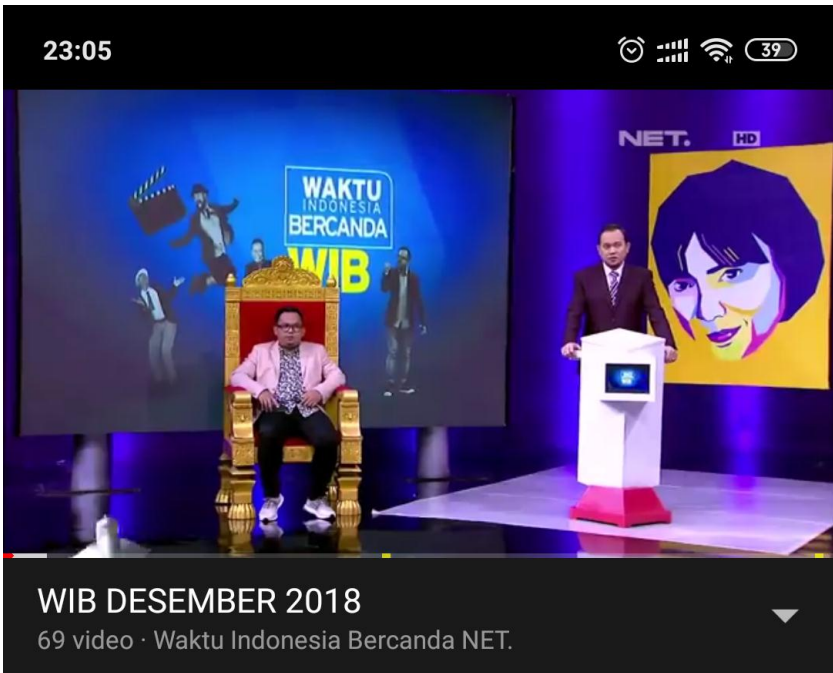 23:05
39
NET.
HD
WAKTU
INDONESIA
BERCANDA
WIB
WIB DESEMBER 2018
69 video · Waktu Indonesia Bercanda NET.